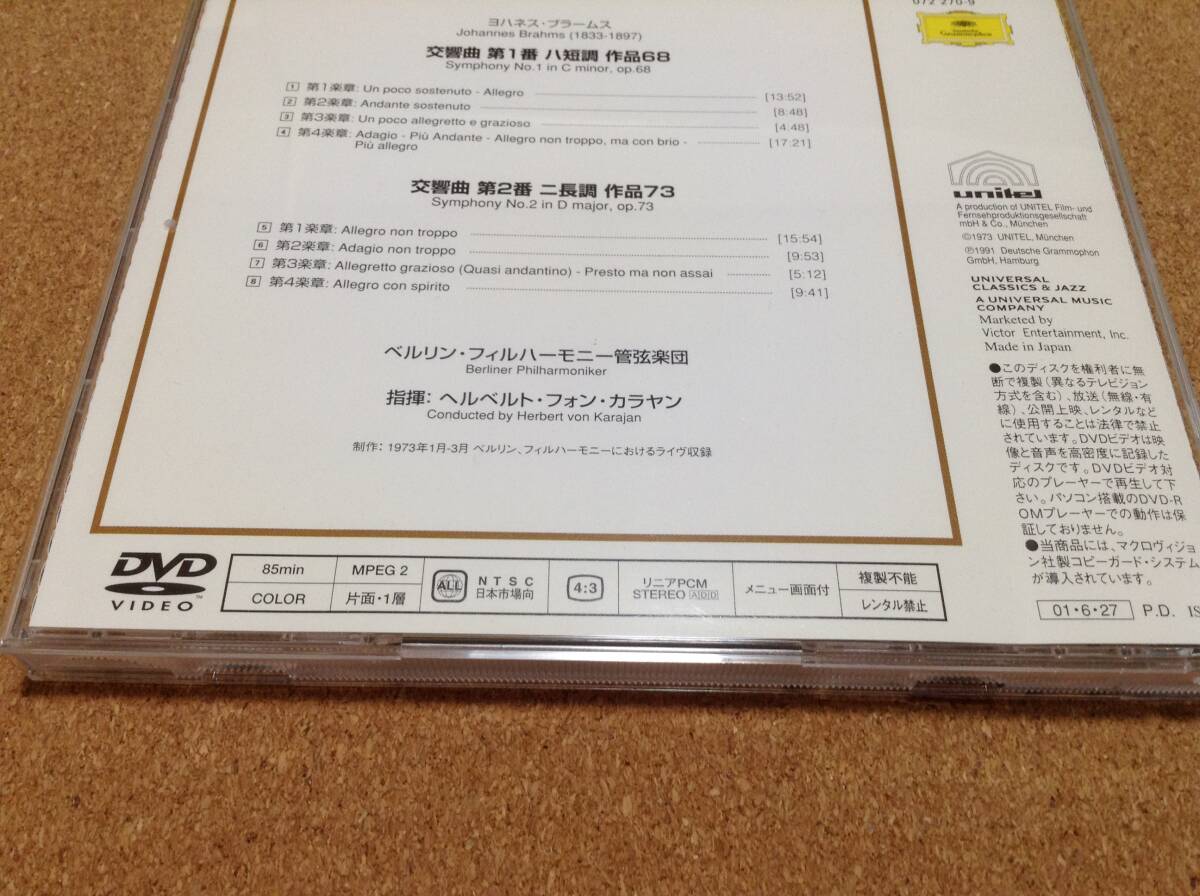 ヨハネス・ブラームス
Johannes Brahms (1833-1897)
交響曲 第1番 ハ短調 作品68
Symphony No.1 in C minor, op.68
1 第1楽章: Un poco sostenuto - Allegro [13:52]
2 第2楽章: Andante sostenuto [8:48]
3 第3楽章: Un poco allegretto e grazioso [4:48]
4 第4楽章: Adagio - Più Andante - Allegro non troppo, ma con brio - [17:21]
Più allegro
交響曲 第2番 ニ長調 作品73
Symphony No.2 in D major, op.73
5 第1楽章: Allegro non troppo [15:54]
6 第2楽章: Adagio non troppo [9:53]
7 第3楽章: Allegretto grazioso (Quasi andantino) - Presto ma non assai [5:12]
8 第4楽章: Allegro con spirito [9:41]
ベルリン・フィルハーモニー管弦楽団
Berliner Philharmoniker
指揮: ヘルベルト・フォン・カラヤン
Conducted by Herbert von Karajan
制作: 1973年1月-3月 ベルリン、フィルハーモニーにおけるライヴ収録
072 270-9
Deutsche
Grammophon
unitel
A production of UNITEL Film- und
Fernsehproduktionsgesellschaft
mbH & Co., München
©1973 UNITEL, München
℗1991 Deutsche Grammophon
GmbH, Hamburg
UNIVERSAL
CLASSICS & JAZZ
A UNIVERSAL MUSIC
COMPANY
Marketed by
Victor Entertainment, Inc.
Made in Japan
●このディスクを権利者に無
断で複製(異なるテレビジョン
方式を含む)、放送(無線・有
線)、公開上映、レンタルなど
に使用することは法律で禁止
されています。DVDビデオは映
像と音声を高密度に記録した
ディスクです。DVDビデオ対
応のプレーヤーで再生して下
さい。パソコン搭載のDVD-R
OMプレーヤーでの動作は保
証しておりません。
●当商品には、マクロヴィジョ
ン社製コピーガード・システム
が導入されています。
01・6・27 P.D. IS
DVD
VIDEO™
85min
COLOR
MPEG 2
片面・1層
ALL
NTSC
日本市場向
4:3
リニアPCM
STEREO ADD
メニュー画面付
複製不能
レンタル禁止